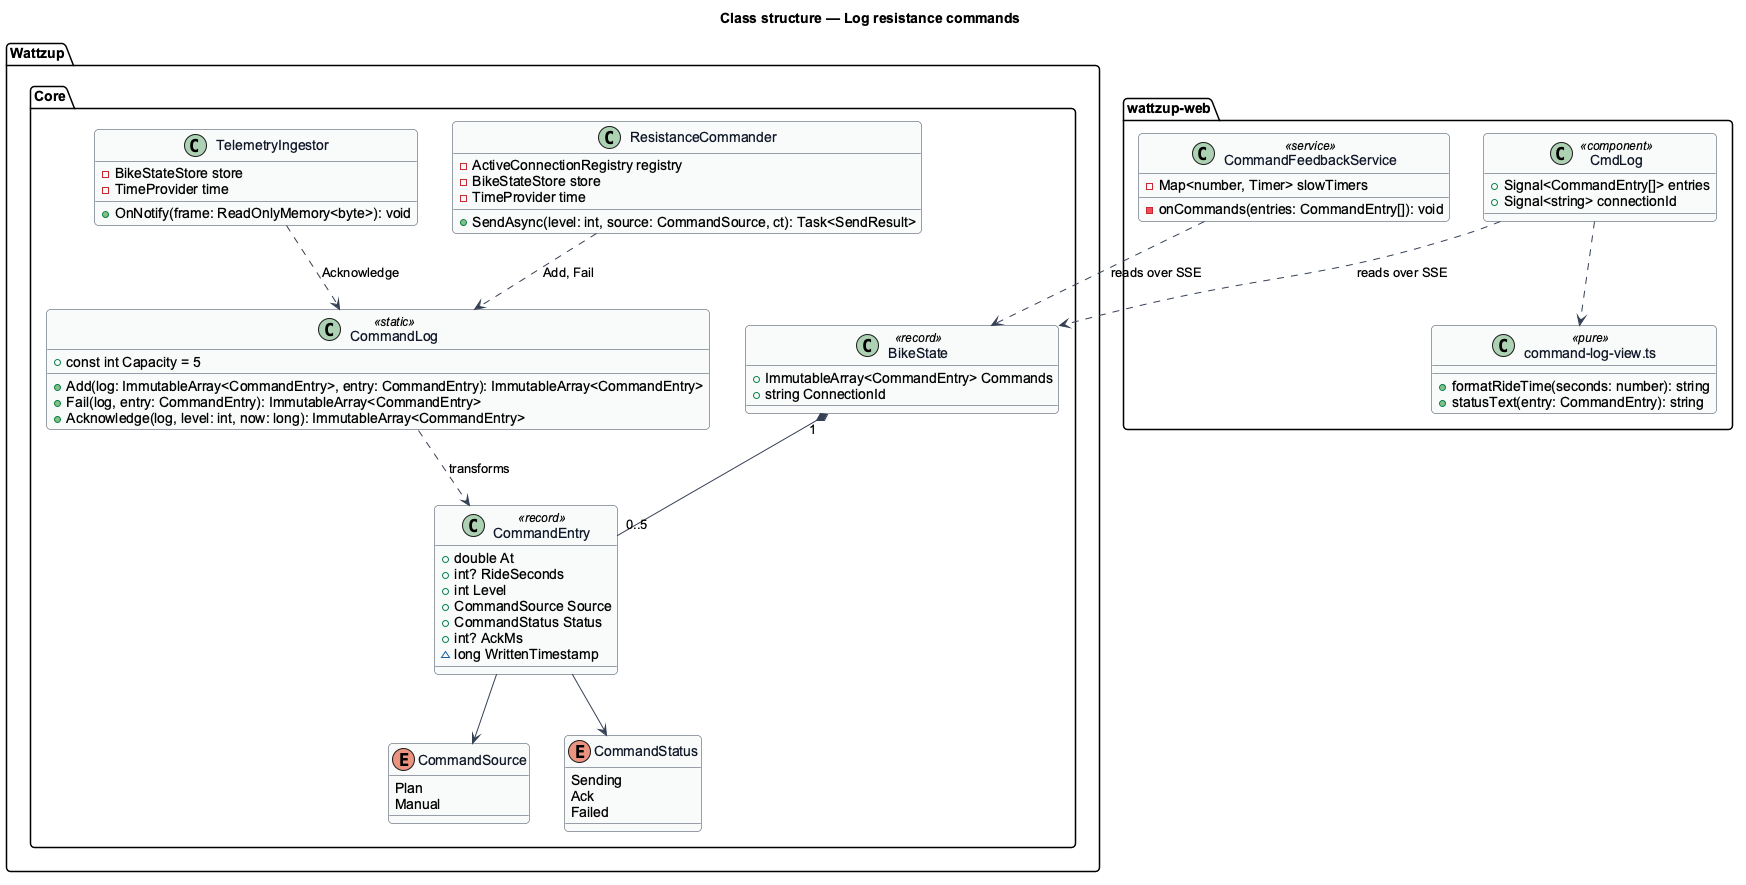 Class structure — Log resistance commands
Wattzup
Core
wattzup-web
C TelemetryIngestor
BikeStateStore store
TimeProvider time
OnNotify(frame: ReadOnlyMemory<byte>): void
C ResistanceCommander
ActiveConnectionRegistry registry
BikeStateStore store
TimeProvider time
SendAsync(level: int, source: CommandSource, ct): Task<SendResult>
C «service»
CommandFeedbackService
Map<number, Timer> slowTimers
onCommands(entries: CommandEntry[]): void
C «component»
CmdLog
Signal<CommandEntry[]> entries
Signal<string> connectionId
Acknowledge
Add, Fail
reads over SSE
reads over SSE
C «static»
CommandLog
const int Capacity = 5
Add(log: ImmutableArray<CommandEntry>, entry: CommandEntry): ImmutableArray<CommandEntry>
Fail(log, entry: CommandEntry): ImmutableArray<CommandEntry>
Acknowledge(log, level: int, now: long): ImmutableArray<CommandEntry>
C «record»
BikeState
ImmutableArray<CommandEntry> Commands
string ConnectionId
C «pure»
command-log-view.ts
formatRideTime(seconds: number): string
statusText(entry: CommandEntry): string
1
transforms
0..5
C «record»
CommandEntry
double At
int? RideSeconds
int Level
CommandSource Source
CommandStatus Status
int? AckMs
long WrittenTimestamp
E CommandSource
Plan
Manual
E CommandStatus
Sending
Ack
Failed